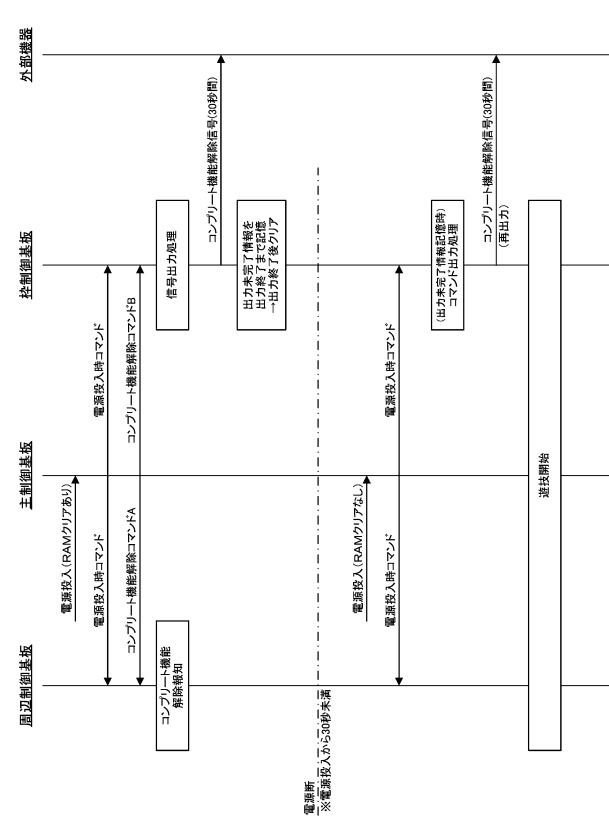 周辺制御基板
主制御基板
枠制御基板
外部機器
電源投入(RAMクリアあり)
電源投入時コマンド
電源投入時コマンド
コンプリート機能解除コマンドA
コンプリート機能解除コマンドB
コンプリート機能
解除報知
信号出力処理
コンプリート機能解除信号(30秒間)
出力未完了情報を
出力終了まで記憶
→出力終了後クリア
電源断
※電源投入から30秒未満
電源投入(RAMクリアなし)
電源投入時コマンド
電源投入時コマンド
(出力未完了情報記憶時)
コマンド出力処理
コンプリート機能解除信号(30秒間)
(再出力)
遊技開始